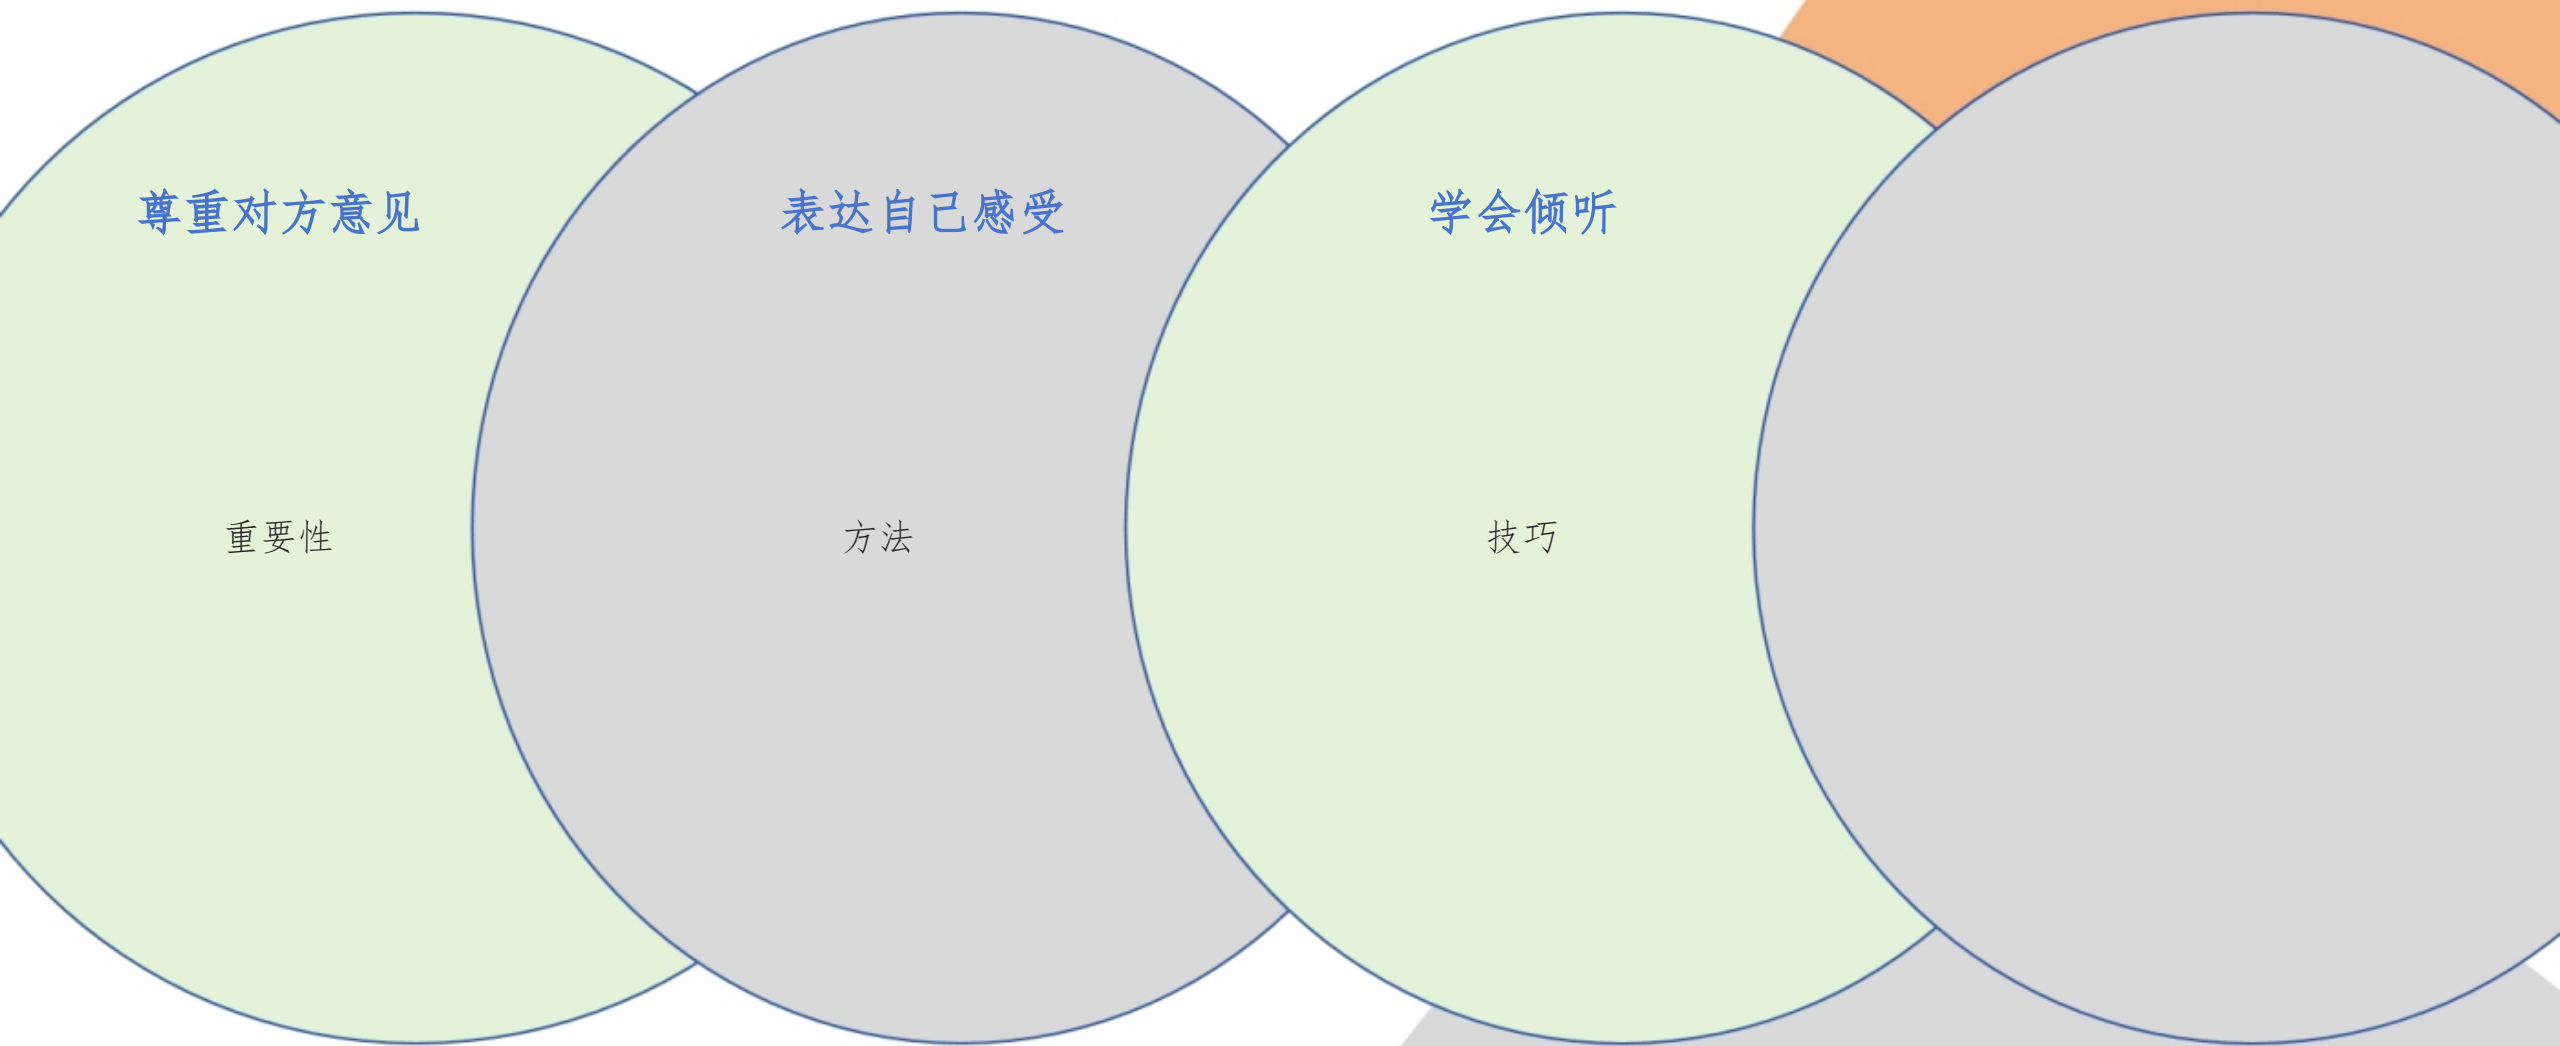 尊重对方意见
表达自己感受
学会倾听
重要性
方法
技巧